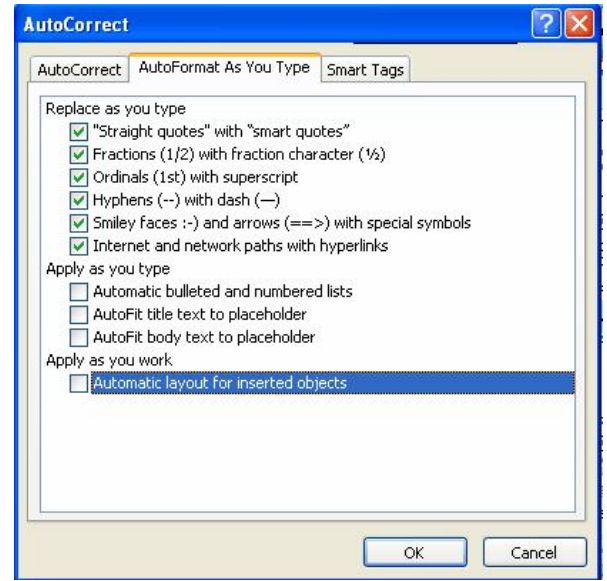 AutoCorrect
?
AutoCorrect AutoFormat As You Type Smart Tags
Replace as you type
"Straight quotes" with “smart quotes”
Fractions (1/2) with fraction character (½)
Ordinals (1st) with superscript
Hyphens (--) with dash (—)
Smiley faces :-) and arrows (==>) with special symbols
Internet and network paths with hyperlinks
Apply as you type
Automatic bulleted and numbered lists
AutoFit title text to placeholder
AutoFit body text to placeholder
Apply as you work
Automatic layout for inserted objects
OK Cancel